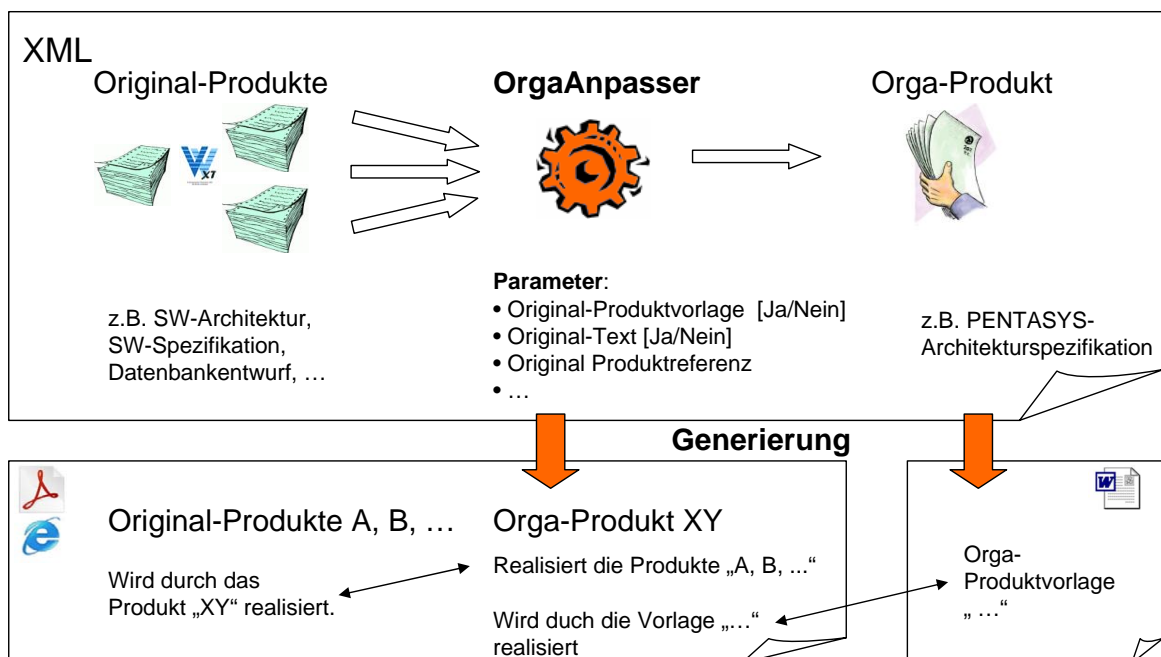 XML
Original-Produkte
OrgaAnpasser
Orga-Produkt
XT
Parameter:
• Original-Produktvorlage [Ja/Nein]
• Original-Text [Ja/Nein]
• Original Produktreferenz
• …
z.B. SW-Architektur,
SW-Spezifikation,
Datenbankentwurf, …
z.B. PENTASYS-
Architekturspezifikation
Generierung
Original-Produkte A, B, …
Orga-Produkt XY
Wird durch das
Produkt „XY“ realisiert.
Realisiert die Produkte „A, B, ...“
Wird duch die Vorlage „…“
realisiert
W
Orga-
Produktvorlage
„ …“